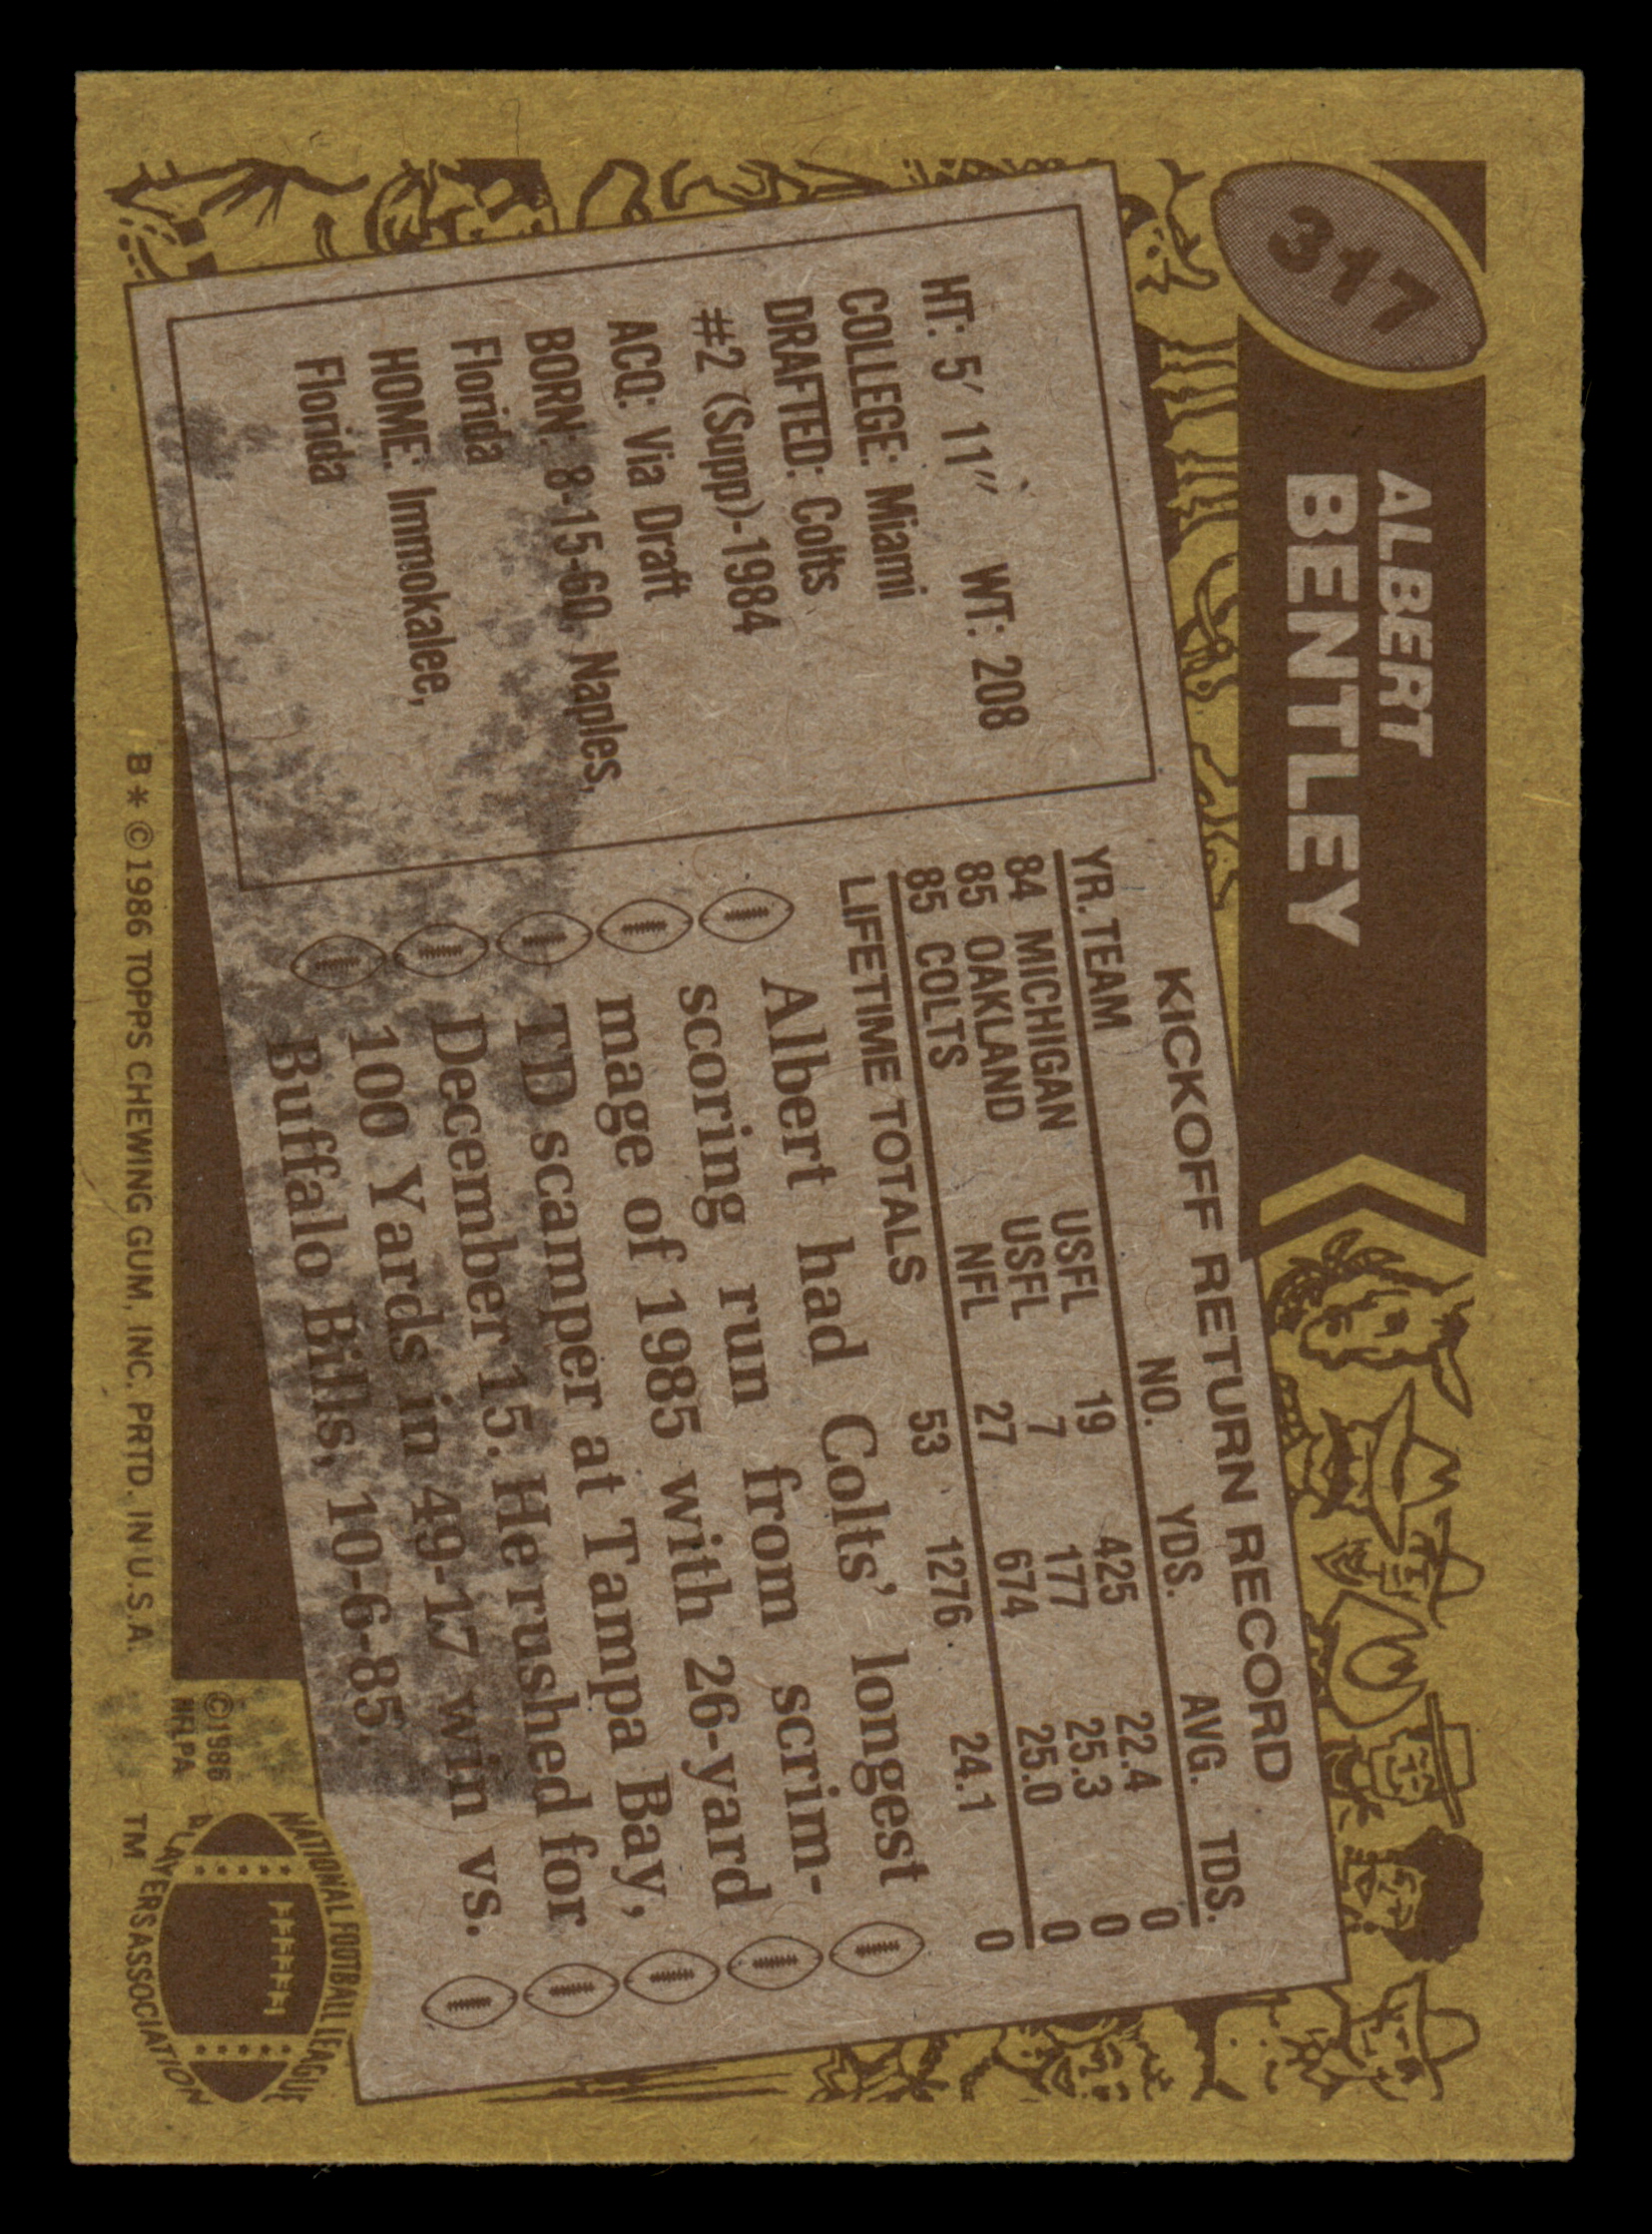 317
ALBERT
BENTLEY
HT: 5' 11" WT: 208
COLLEGE: Miami
DRAFTED: Colts
#2 (Supp)-1984
ACQ: Via Draft
BORN: 8-15-60, Naples,
Florida
HOME: Immokalee,
Florida
KICKOFF RETURN RECORD
YR. TEAM NO. YDS. AVG. TDS.
84 MICHIGAN USFL 19 425 22.4 0
85 OAKLAND USFL 7 177 25.3 0
85 COLTS NFL 27 674 25.0 0
LIFETIME TOTALS 53 1276 24.1 0
Albert had Colts' longest
scoring run from scrim-
mage of 1985 with 26-yard
TD scamper at Tampa Bay,
December 15. He rushed for
100 Yards in 49-17 win vs.
Buffalo Bills, 10-6-85.
B* ©1986 TOPPS CHEWING GUM, INC. PRTD. IN U.S.A.
©1986
NFLPA
NATIONAL FOOTBALL LEAGUE
PLAYERS ASSOCIATION
TM